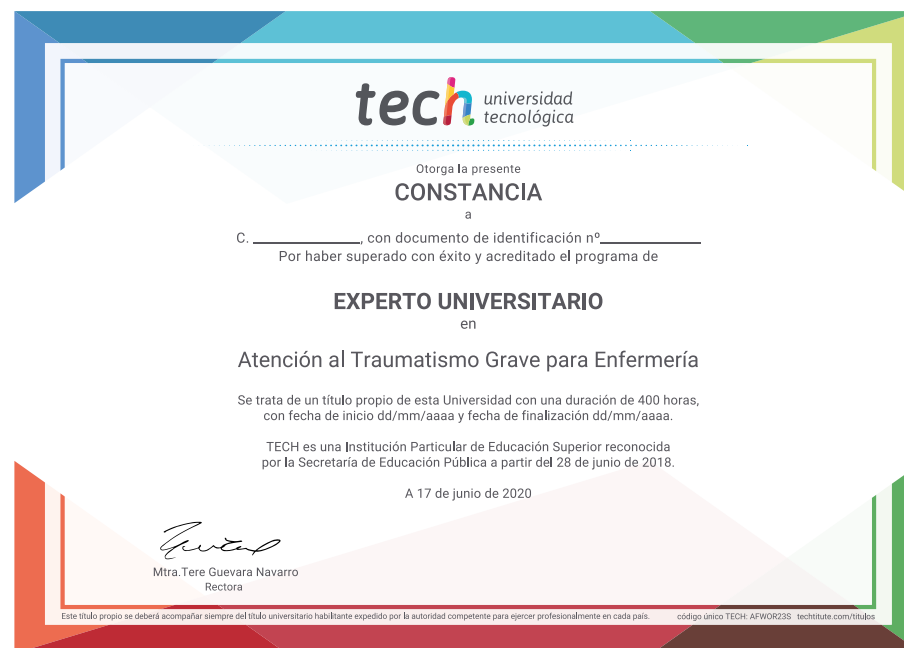 tech universidad
tecnológica
Otorga la presente
CONSTANCIA
a
C. ____________, con documento de identificación nº____________
Por haber superado con éxito y acreditado el programa de
EXPERTO UNIVERSITARIO
en
Atención al Traumatismo Grave para Enfermería
Se trata de un título propio de esta Universidad con una duración de 400 horas,
con fecha de inicio dd/mm/aaaa y fecha de finalización dd/mm/aaaa.
TECH es una Institución Particular de Educación Superior reconocida
por la Secretaría de Educación Pública a partir del 28 de junio de 2018.
A 17 de junio de 2020
Mtra.Tere Guevara Navarro
Rectora
Este título propio se deberá acompañar siempre del título universitario habilitante expedido por la autoridad competente para ejercer profesionalmente en cada país. código único TECH: AFWOR23S techtitute.com/titulos